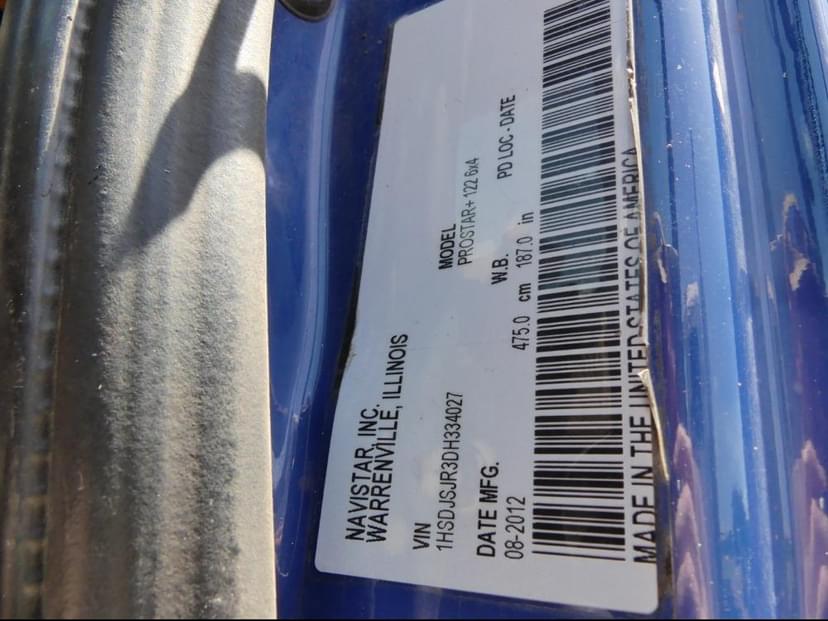 NAVISTAR, INC.
WARRENVILLE, ILLINOIS
VIN
1HSDJSJR3DH334027
MODEL
PROSTAR+ 122 6x4
DATE MFG.
08-2012
W.B.
475.0 cm 187.0 in
PD LOC - DATE
MADE IN THE UNITED STATES OF AMERICA